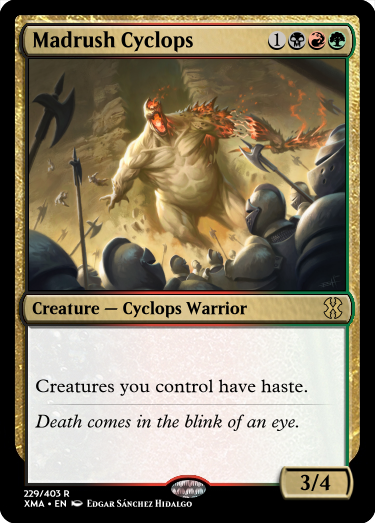 Madrush Cyclops 1
Creature — Cyclops Warrior
Creatures you control have haste.
Death comes in the blink of an eye.
3/4
229/403 R
XMA • EN Edgar Sánchez Hidalgo